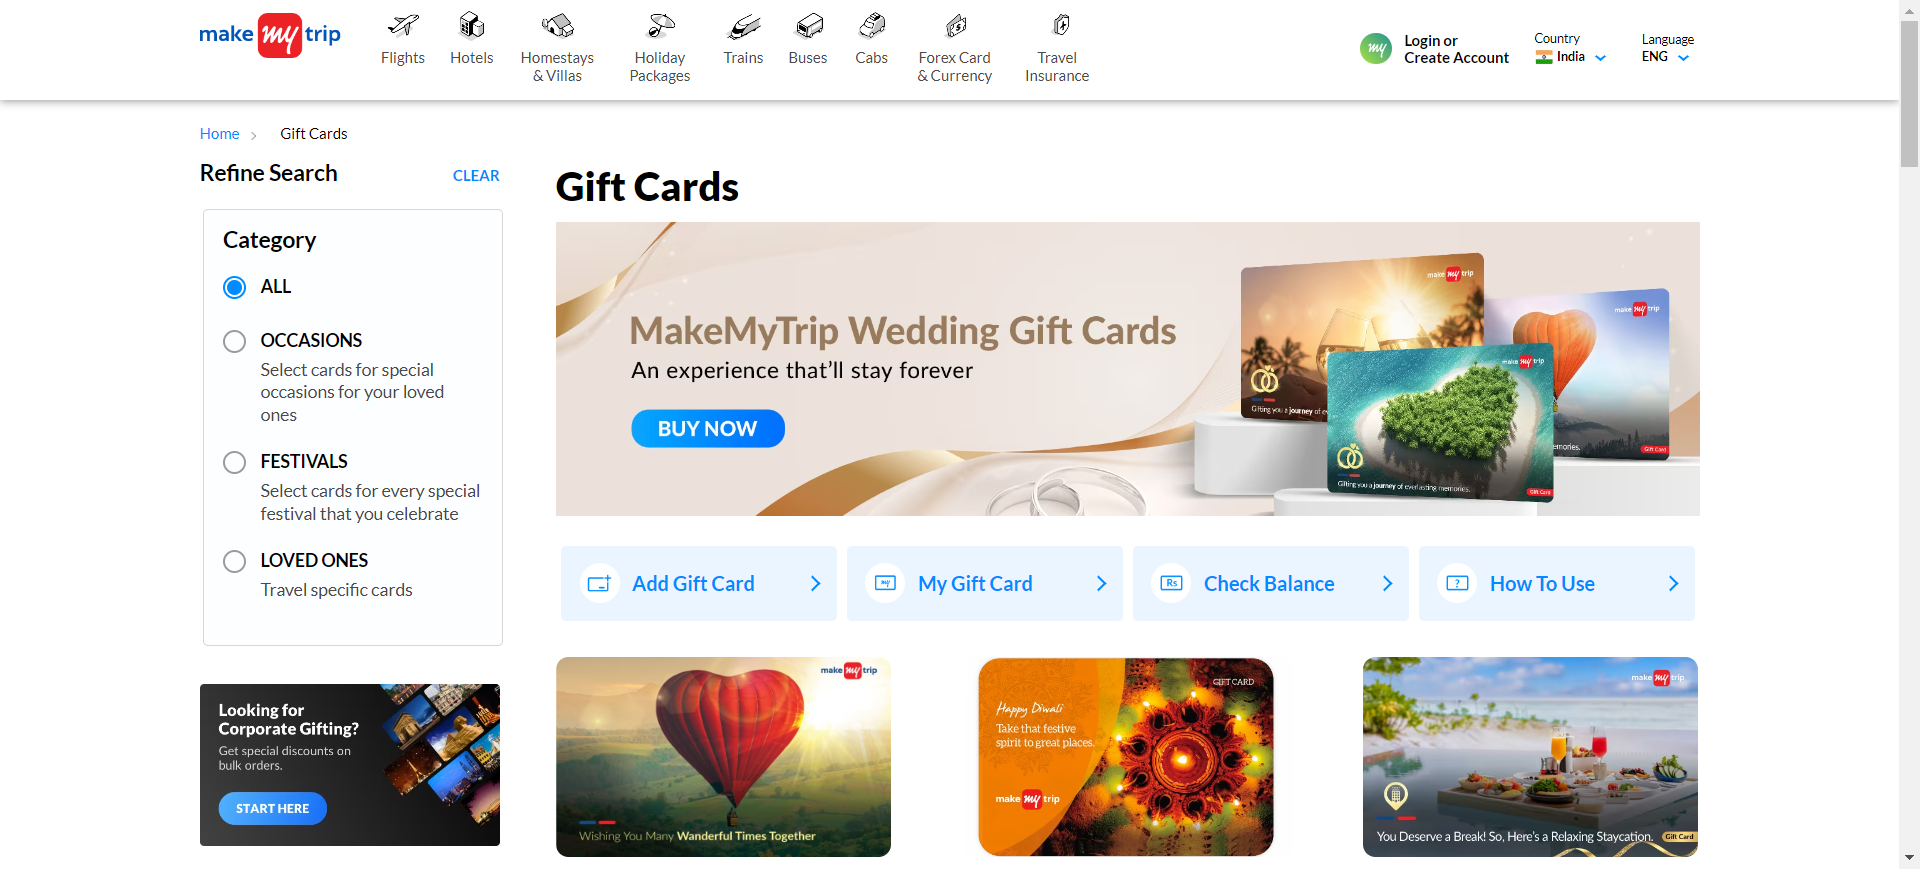 make my trip
Flights
Hotels
Homestays
& Villas
Holiday
Packages
Trains
Buses
Cabs
Forex Card
& Currency
Travel
Insurance
my
Login or
Create Account
Country
India
Language
ENG
Home
Gift Cards
Refine Search
CLEAR
Category
ALL
OCCASIONS
Select cards for special
occasions for your loved
ones
FESTIVALS
Select cards for every special
festival that you celebrate
LOVED ONES
Travel specific cards
Looking for
Corporate Gifting?
Get special discounts on
bulk orders.
START HERE
Gift Cards
MakeMyTrip Wedding Gift Cards
An experience that'll stay forever
BUY NOW
make my trip
Gifting you a journey of ev
make my trip
emories.
Gift Card
make my trip
Gifting you a journey of everlasting memories.
Gift Card
Add Gift Card
my
My Gift Card
Rs
Check Balance
?
How To Use
make my trip
Wishing You Many Wanderful Times Together
GIFT CARD
Happy Diwali
Take that festive
spirit to great places.
make my trip
make my trip
You Deserve a Break! So, Here's a Relaxing Staycation.
Gift Card